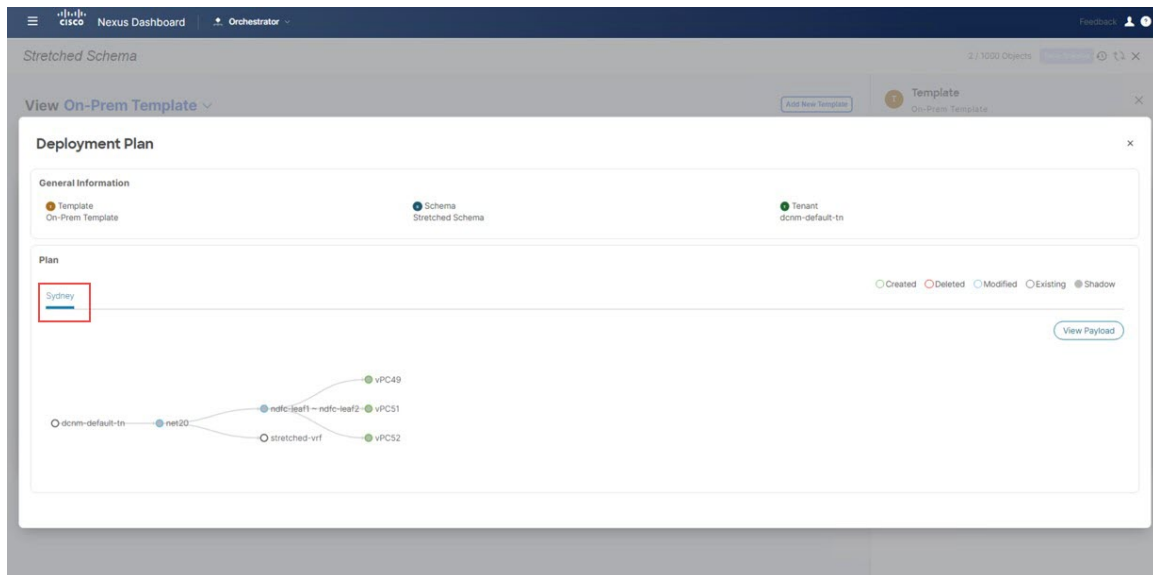 cisco Nexus Dashboard Orchestrator Feedback
Stretched Schema 2 / 1000 Objects
View On-Prem Template Add New Template Template
On-Prem Template
Deployment Plan
General Information
Template Schema Tenant
On-Prem Template Stretched Schema dcnm-default-tn
Plan
Created Deleted Modified Existing Shadow
Sydney
View Payload
vPC49
ndfc-leaf1 ~ ndfc-leaf2 vPC51
dcnm-default-tn net20
stretched-vrf vPC52